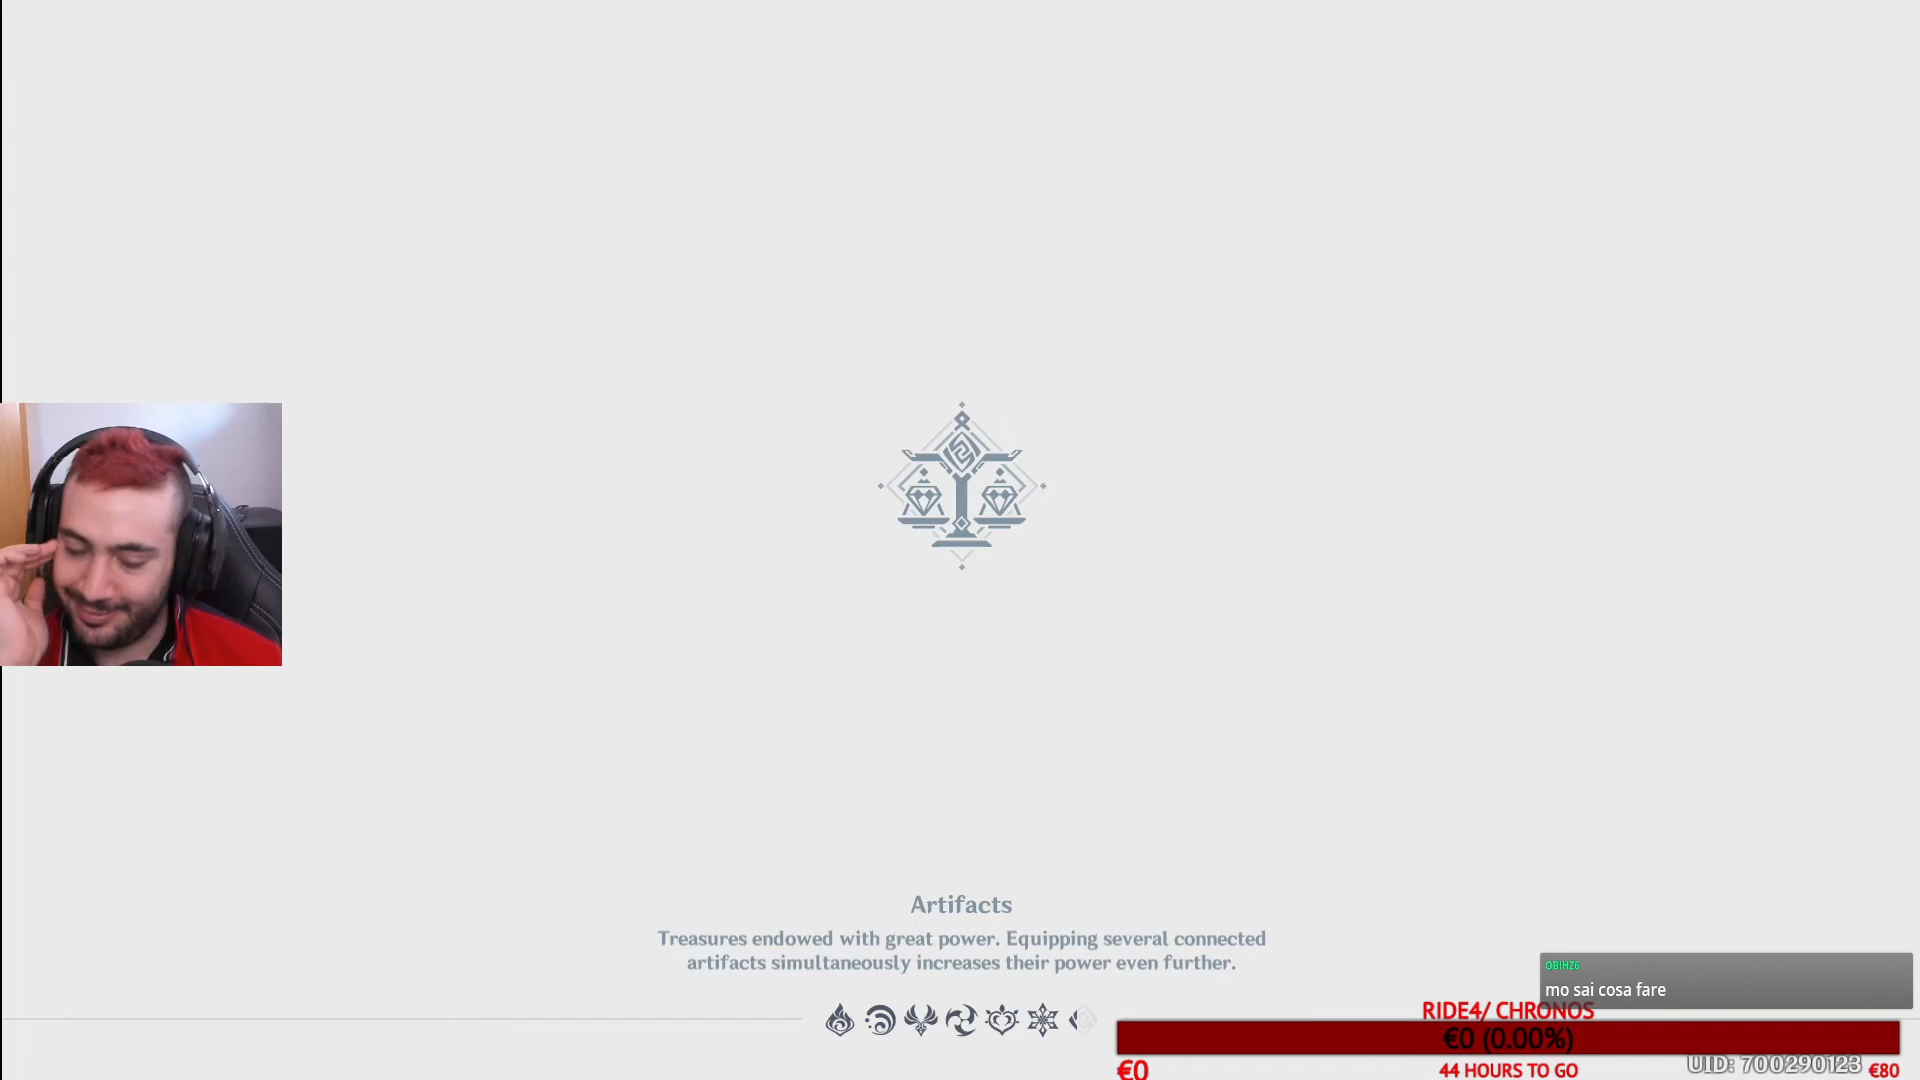 Artifacts
Treasures endowed with great power. Equipping several connected
artifacts simultaneously increases their power even further.
OBIHZ6
mo sai cosa fare
RIDE4/ CHRONOS
€0 (0.00%)
€0
44 HOURS TO GO
UID: 700290123
€80